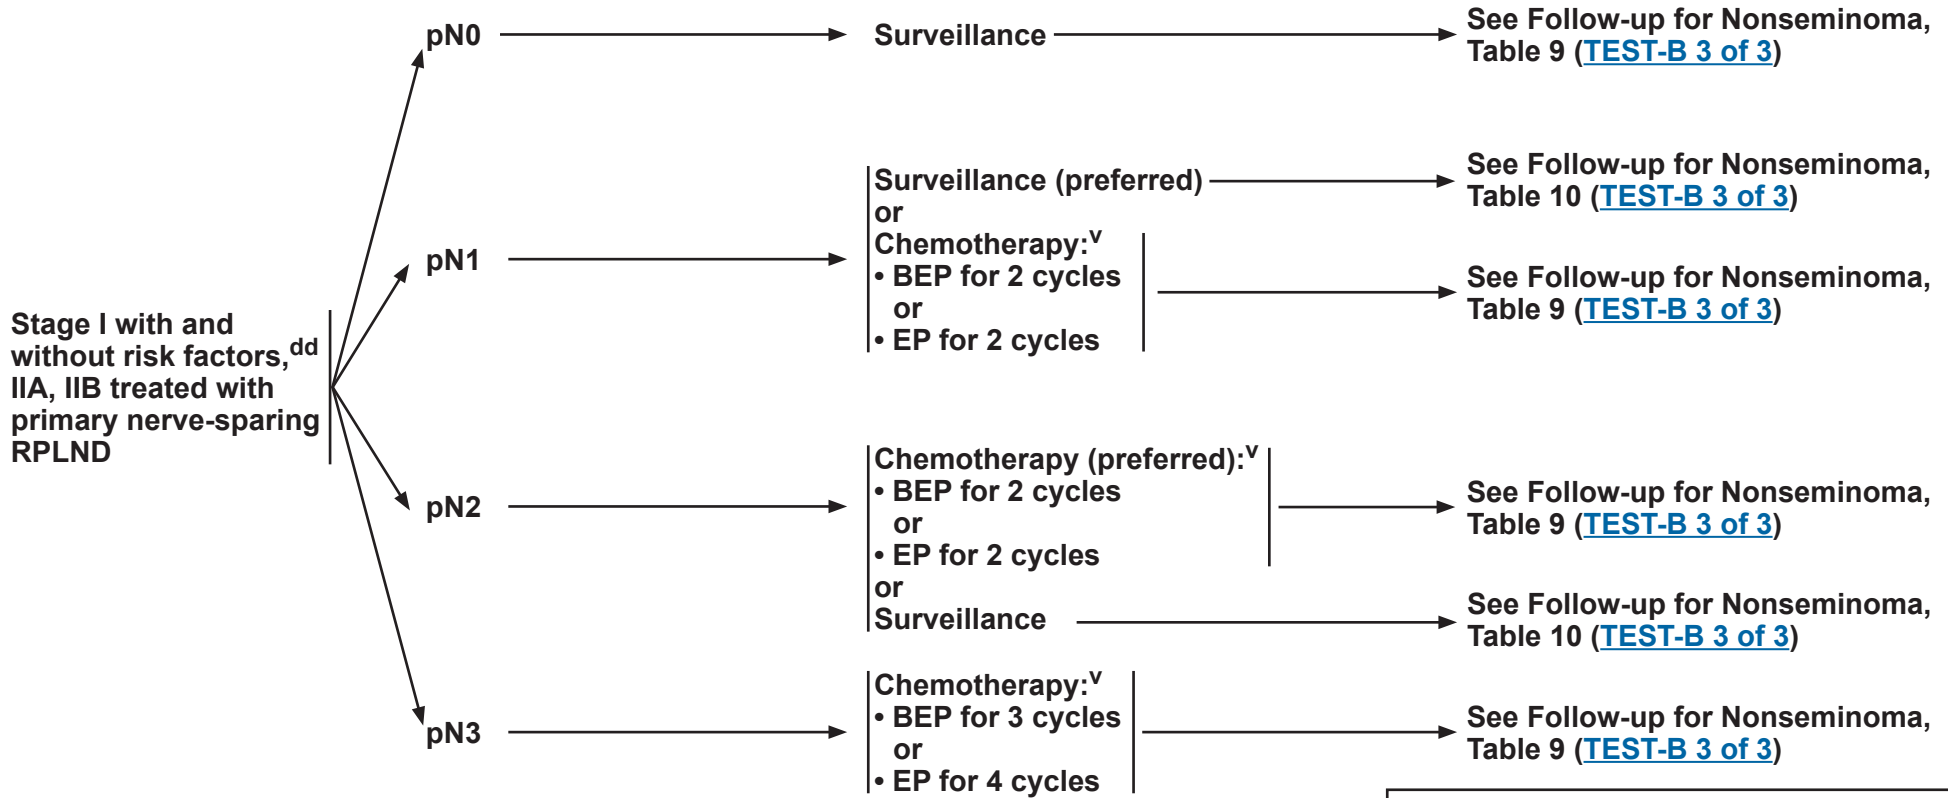 Stage I with and
without risk factors,dd
IIA, IIB treated with
primary nerve-sparing
RPLND
pN0
Surveillance
See Follow-up for Nonseminoma,
Table 9 (TEST-B 3 of 3)
pN1
Surveillance (preferred)
or
Chemotherapy:v
• BEP for 2 cycles
or
• EP for 2 cycles
See Follow-up for Nonseminoma,
Table 10 (TEST-B 3 of 3)
See Follow-up for Nonseminoma,
Table 9 (TEST-B 3 of 3)
pN2
Chemotherapy (preferred):v
• BEP for 2 cycles
or
• EP for 2 cycles
or
Surveillance
See Follow-up for Nonseminoma,
Table 9 (TEST-B 3 of 3)
See Follow-up for Nonseminoma,
Table 10 (TEST-B 3 of 3)
pN3
Chemotherapy:v
• BEP for 3 cycles
or
• EP for 4 cycles
See Follow-up for Nonseminoma,
Table 9 (TEST-B 3 of 3)